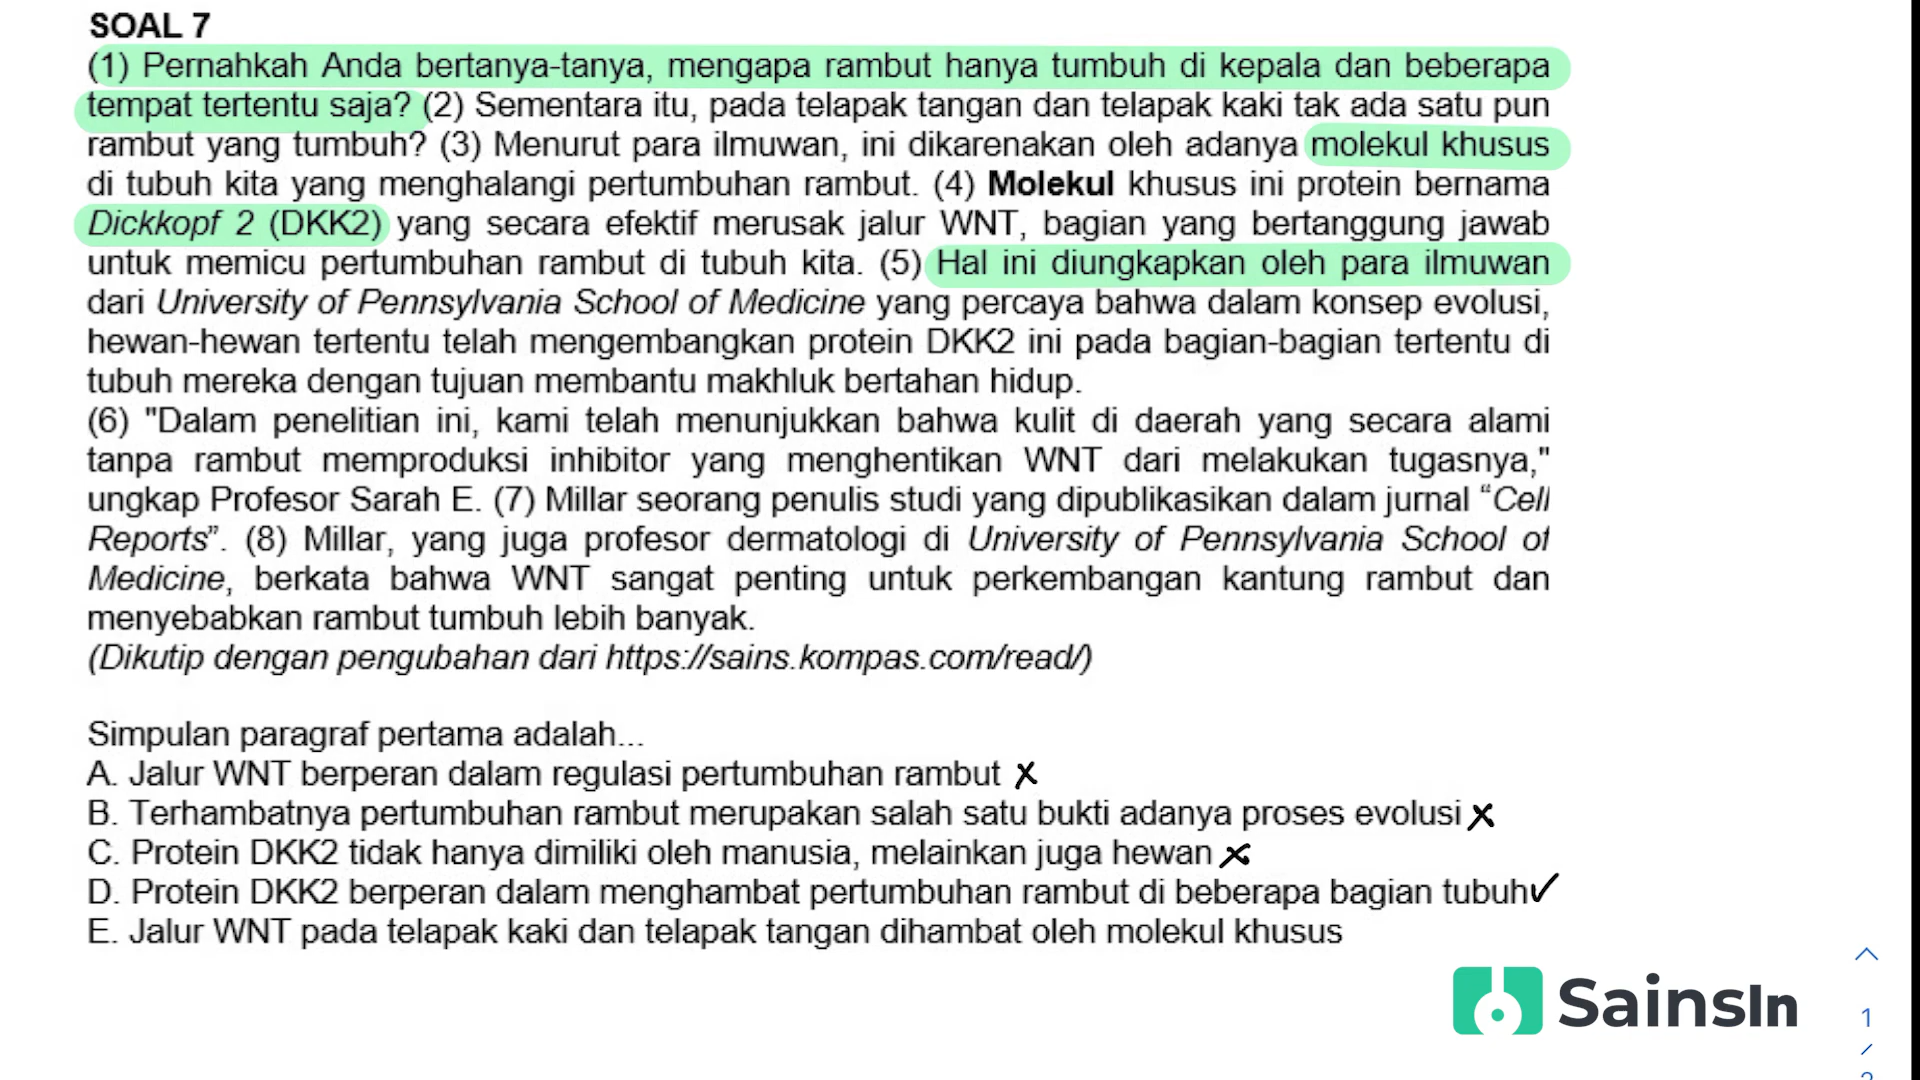 SOAL 7
(1) Pernahkah Anda bertanya-tanya, mengapa rambut hanya tumbuh di kepala dan beberapa
tempat tertentu saja? (2) Sementara itu, pada telapak tangan dan telapak kaki tak ada satu pun
rambut yang tumbuh? (3) Menurut para ilmuwan, ini dikarenakan oleh adanya molekul khusus
di tubuh kita yang menghalangi pertumbuhan rambut. (4) Molekul khusus ini protein bernama
Dickkopf 2 (DKK2) yang secara efektif merusak jalur WNT, bagian yang bertanggung jawab
untuk memicu pertumbuhan rambut di tubuh kita. (5) Hal ini diungkapkan oleh para ilmuwan
dari University of Pennsylvania School of Medicine yang percaya bahwa dalam konsep evolusi,
hewan-hewan tertentu telah mengembangkan protein DKK2 ini pada bagian-bagian tertentu di
tubuh mereka dengan tujuan membantu makhluk bertahan hidup.
(6) "Dalam penelitian ini, kami telah menunjukkan bahwa kulit di daerah yang secara alami
tanpa rambut memproduksi inhibitor yang menghentikan WNT dari melakukan tugasnya,"
ungkap Profesor Sarah E. (7) Millar seorang penulis studi yang dipublikasikan dalam jurnal “Cell
Reports”. (8) Millar, yang juga profesor dermatologi di University of Pennsylvania School of
Medicine, berkata bahwa WNT sangat penting untuk perkembangan kantung rambut dan
menyebabkan rambut tumbuh lebih banyak.
(Dikutip dengan pengubahan dari https://sains.kompas.com/read/)
Simpulan paragraf pertama adalah...
A. Jalur WNT berperan dalam regulasi pertumbuhan rambut x
B. Terhambatnya pertumbuhan rambut merupakan salah satu bukti adanya proses evolusi x
C. Protein DKK2 tidak hanya dimiliki oleh manusia, melainkan juga hewan x
D. Protein DKK2 berperan dalam menghambat pertumbuhan rambut di beberapa bagian tubuh ✓
E. Jalur WNT pada telapak kaki dan telapak tangan dihambat oleh molekul khusus
SainsIn
1
/